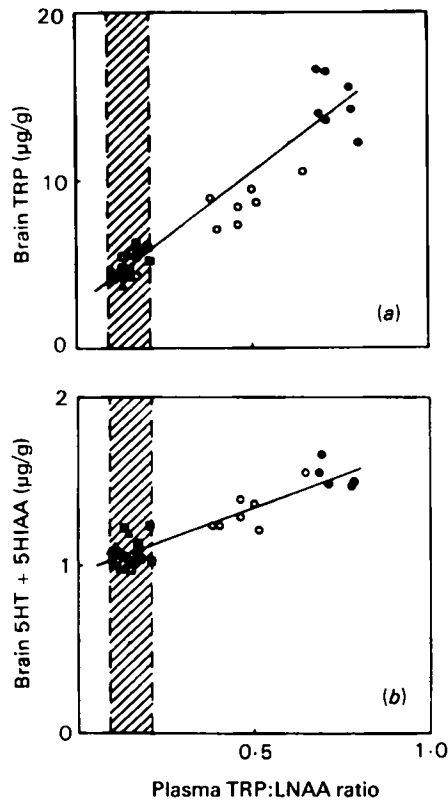 20
10
0
Brain TRP (µg/g)
(a)
2
1
0
Brain 5HT + 5HIAA (µg/g)
(b)
0·5
1·0
Plasma TRP:LNAA ratio